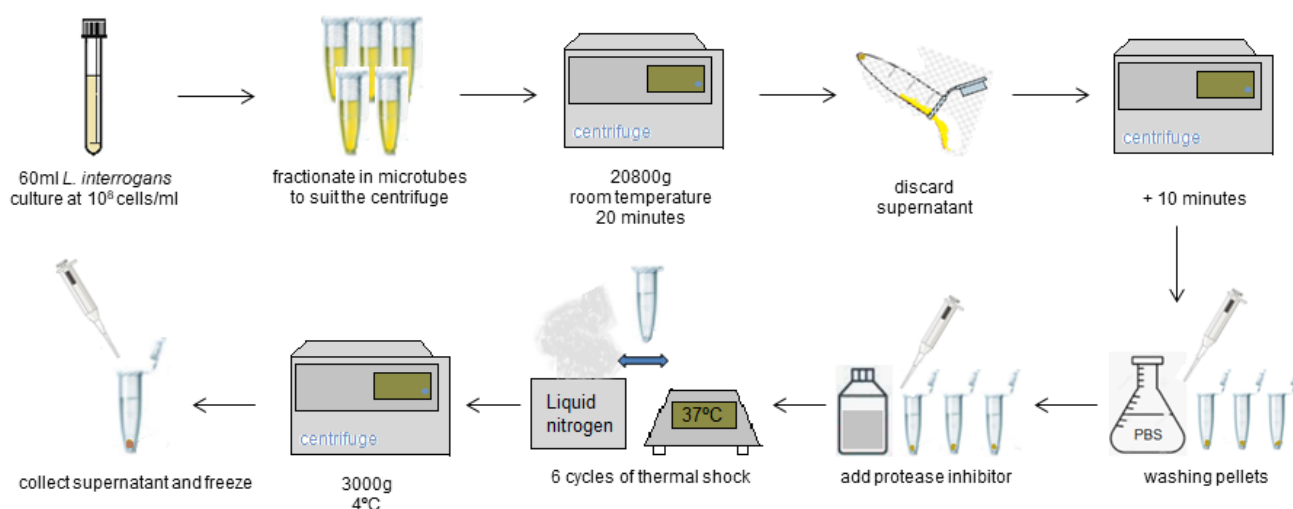 centrifuge
centrifuge
60ml L. interrogans
culture at 10⁸ cells/ml
fractionate in microtubes
to suit the centrifuge
20800g
room temperature
20 minutes
discard
supernatant
+ 10 minutes
PBS
washing pellets
add protease inhibitor
Liquid
nitrogen
37ºC
6 cycles of thermal shock
centrifuge
3000g
4ºC
collect supernatant and freeze